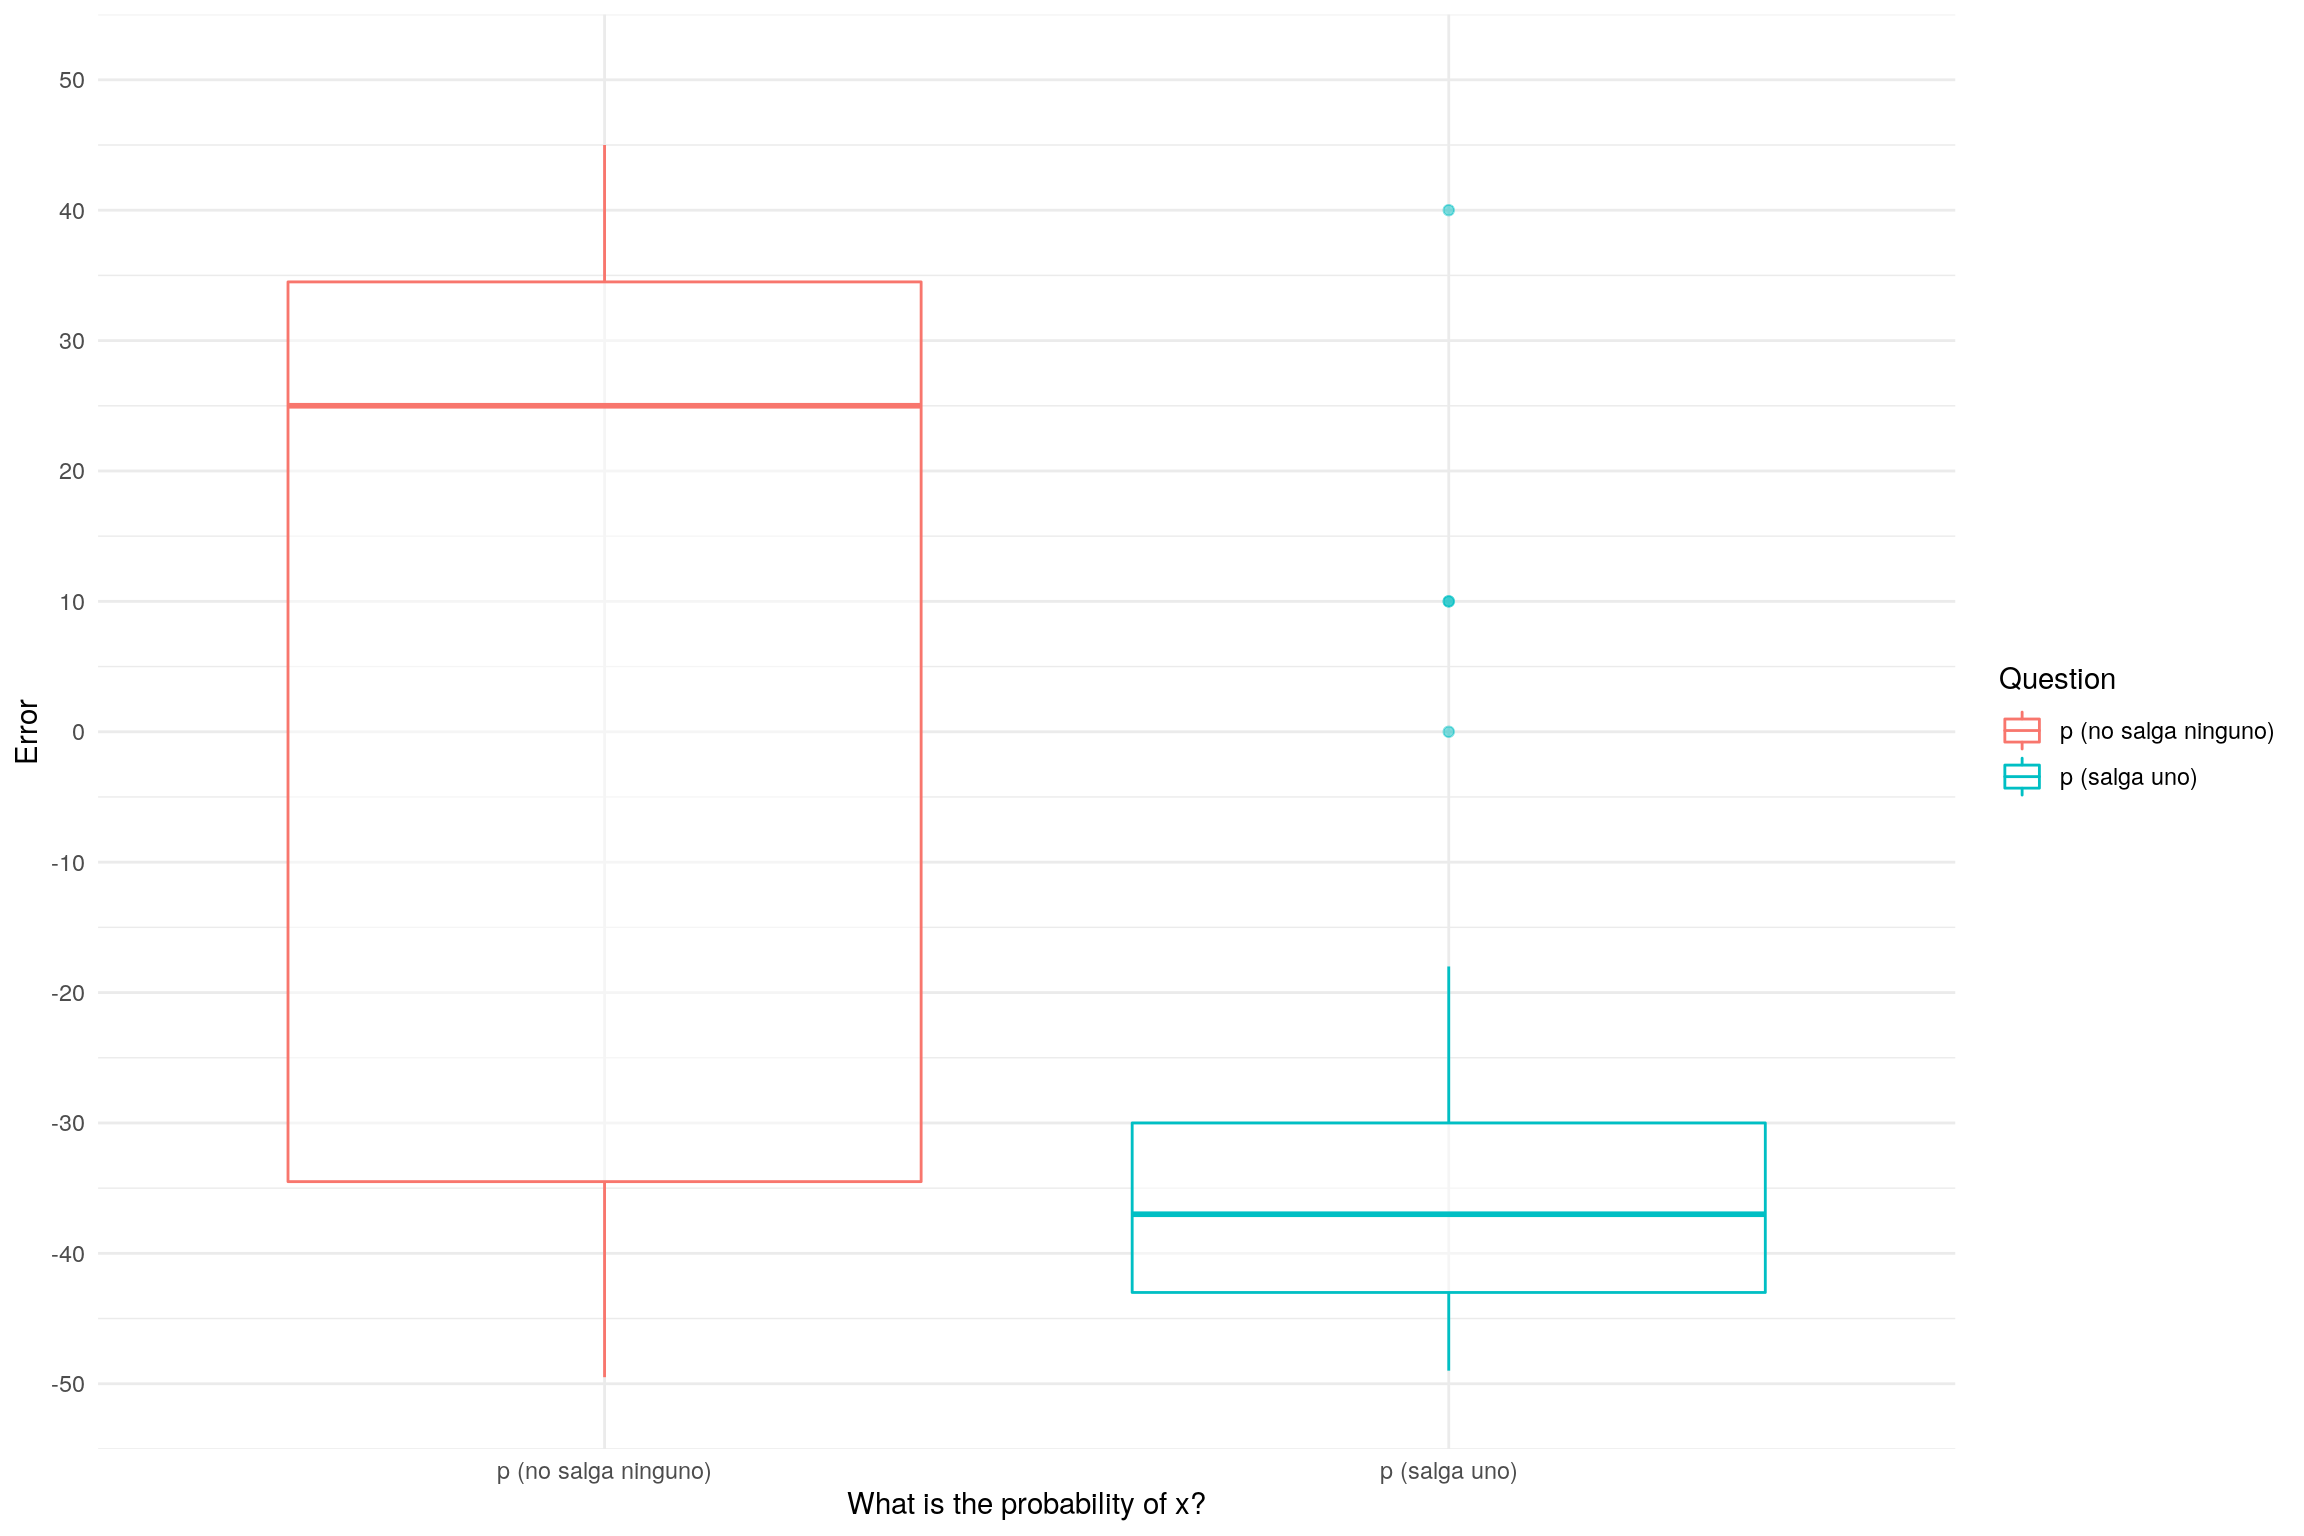 50
40
30
20
10
0
-10
-20
-30
-40
-50
Error
p (no salga ninguno)
p (salga uno)
What is the probability of x?
Question
p (no salga ninguno)
p (salga uno)